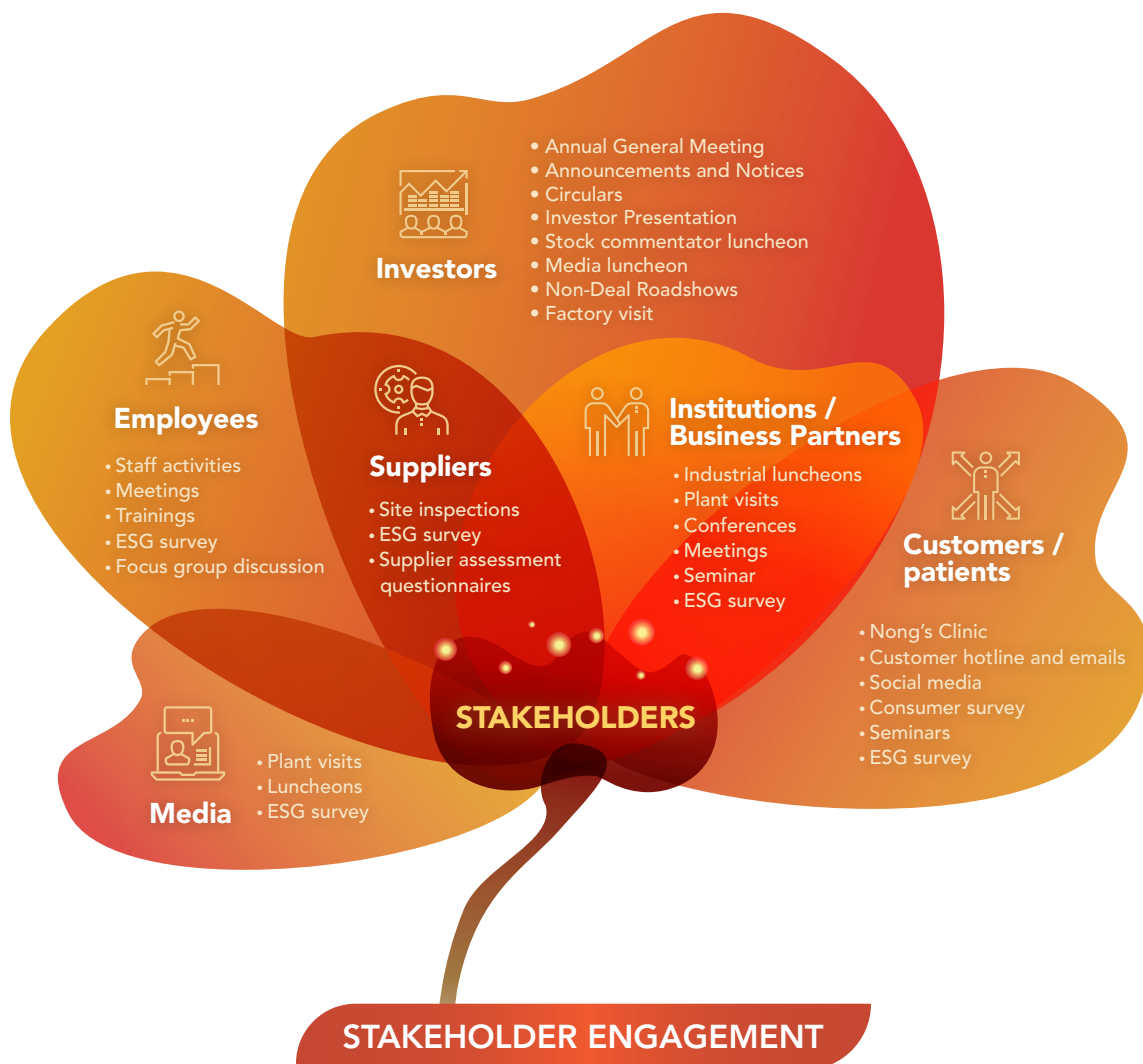 Investors
• Annual General Meeting
• Announcements and Notices
• Circulars
• Investor Presentation
• Stock commentator luncheon
• Media luncheon
• Non-Deal Roadshows
• Factory visit
Employees
• Staff activities
• Meetings
• Trainings
• ESG survey
• Focus group discussion
Suppliers
• Site inspections
• ESG survey
• Supplier assessment
questionnaires
Institutions /
Business Partners
• Industrial luncheons
• Plant visits
• Conferences
• Meetings
• Seminar
• ESG survey
Customers /
patients
• Nong's Clinic
• Customer hotline and emails
• Social media
• Consumer survey
• Seminars
• ESG survey
Media
• Plant visits
• Luncheons
• ESG survey
STAKEHOLDERS
STAKEHOLDER ENGAGEMENT